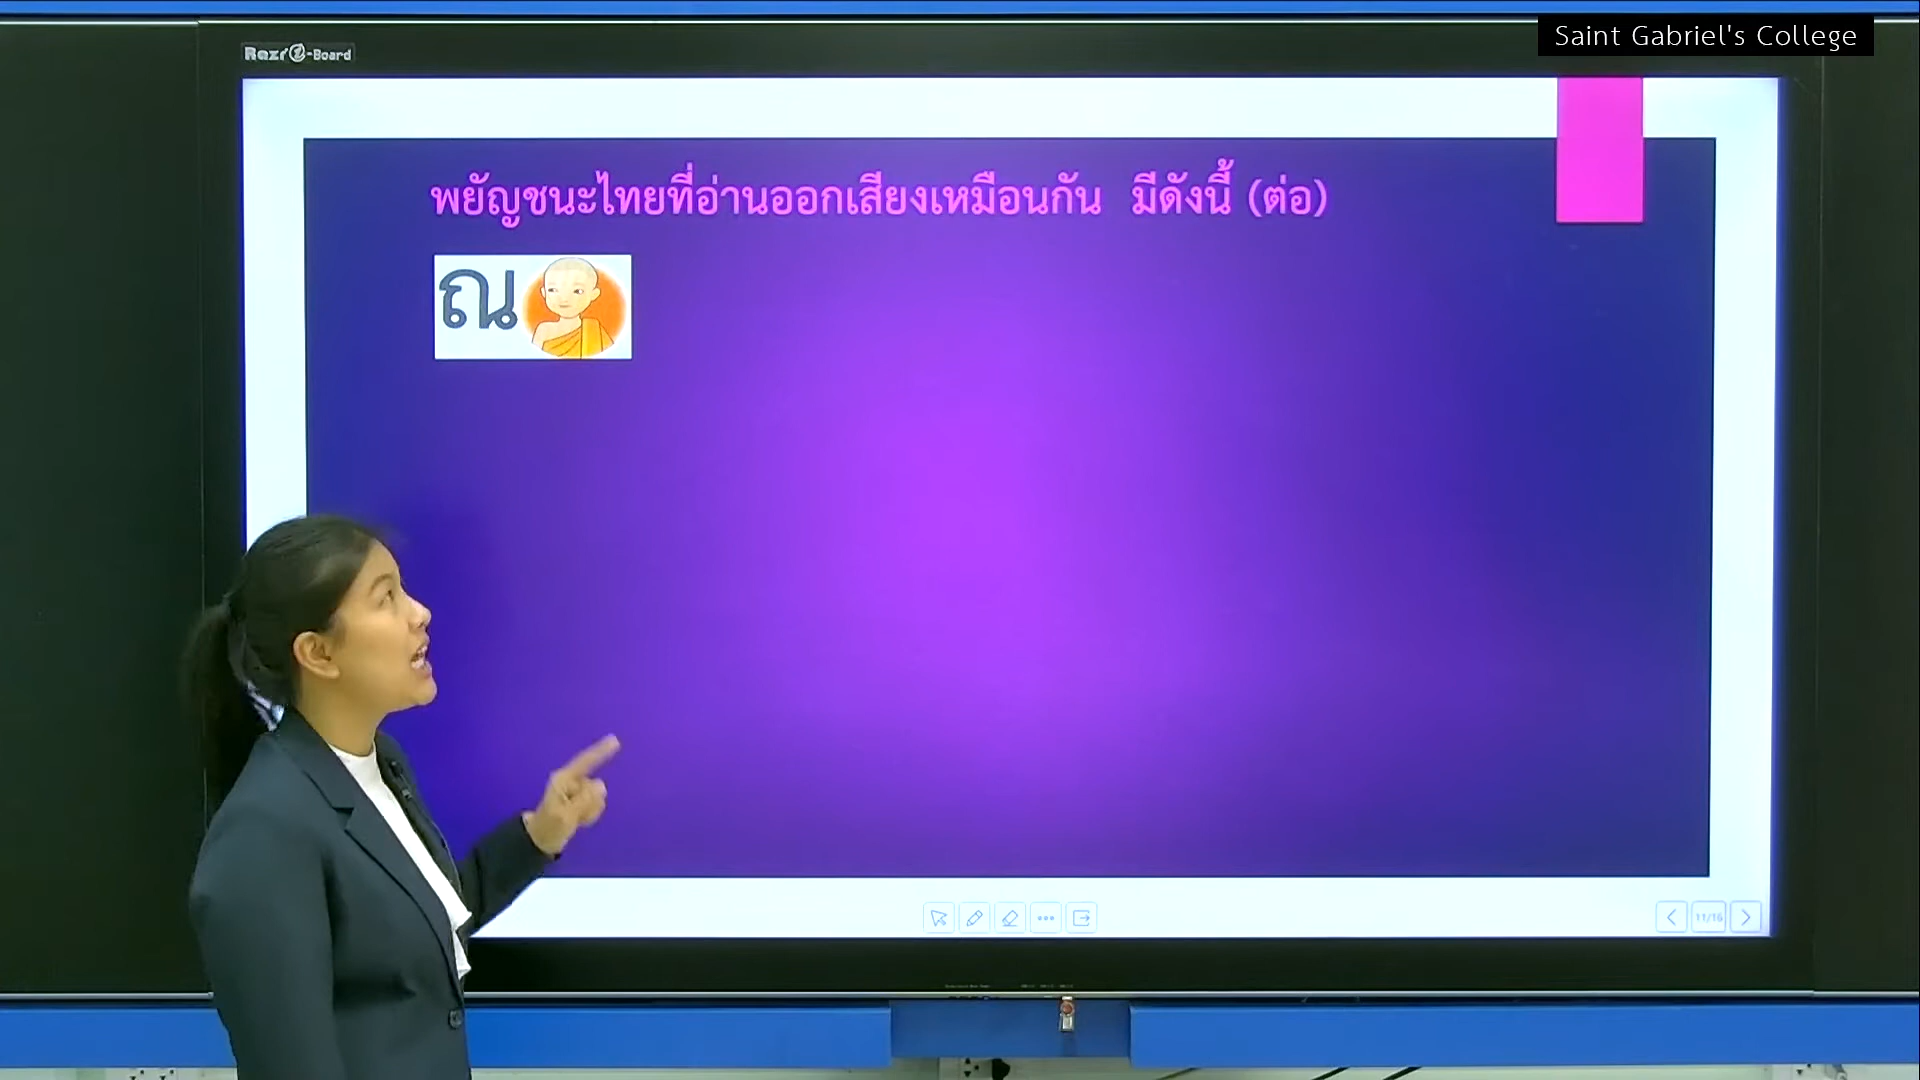 Saint Gabriel's College
Razr e-Board
พยัญชนะไทยที่อ่านออกเสียงเหมือนกัน มีดังนี้ (ต่อ)
ณ
11/16